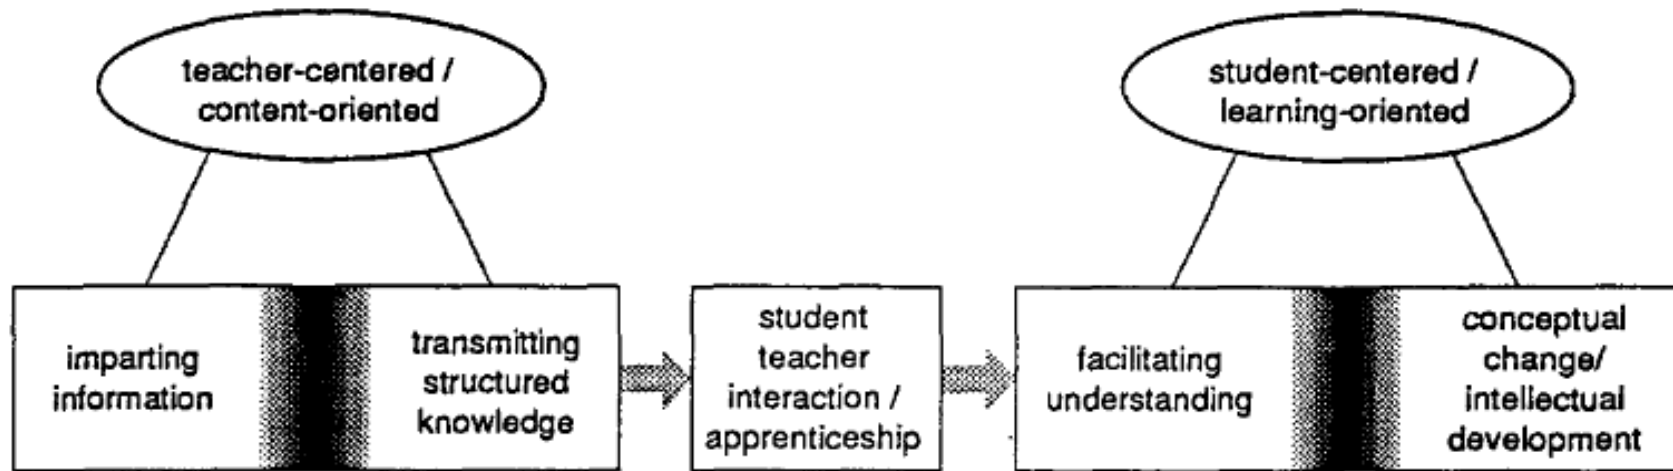 teacher-centered /
content-oriented
student-centered /
learning-oriented
imparting
information
transmitting
structured
knowledge
student
teacher
interaction /
apprenticeship
facilitating
understanding
conceptual
change/
intellectual
development